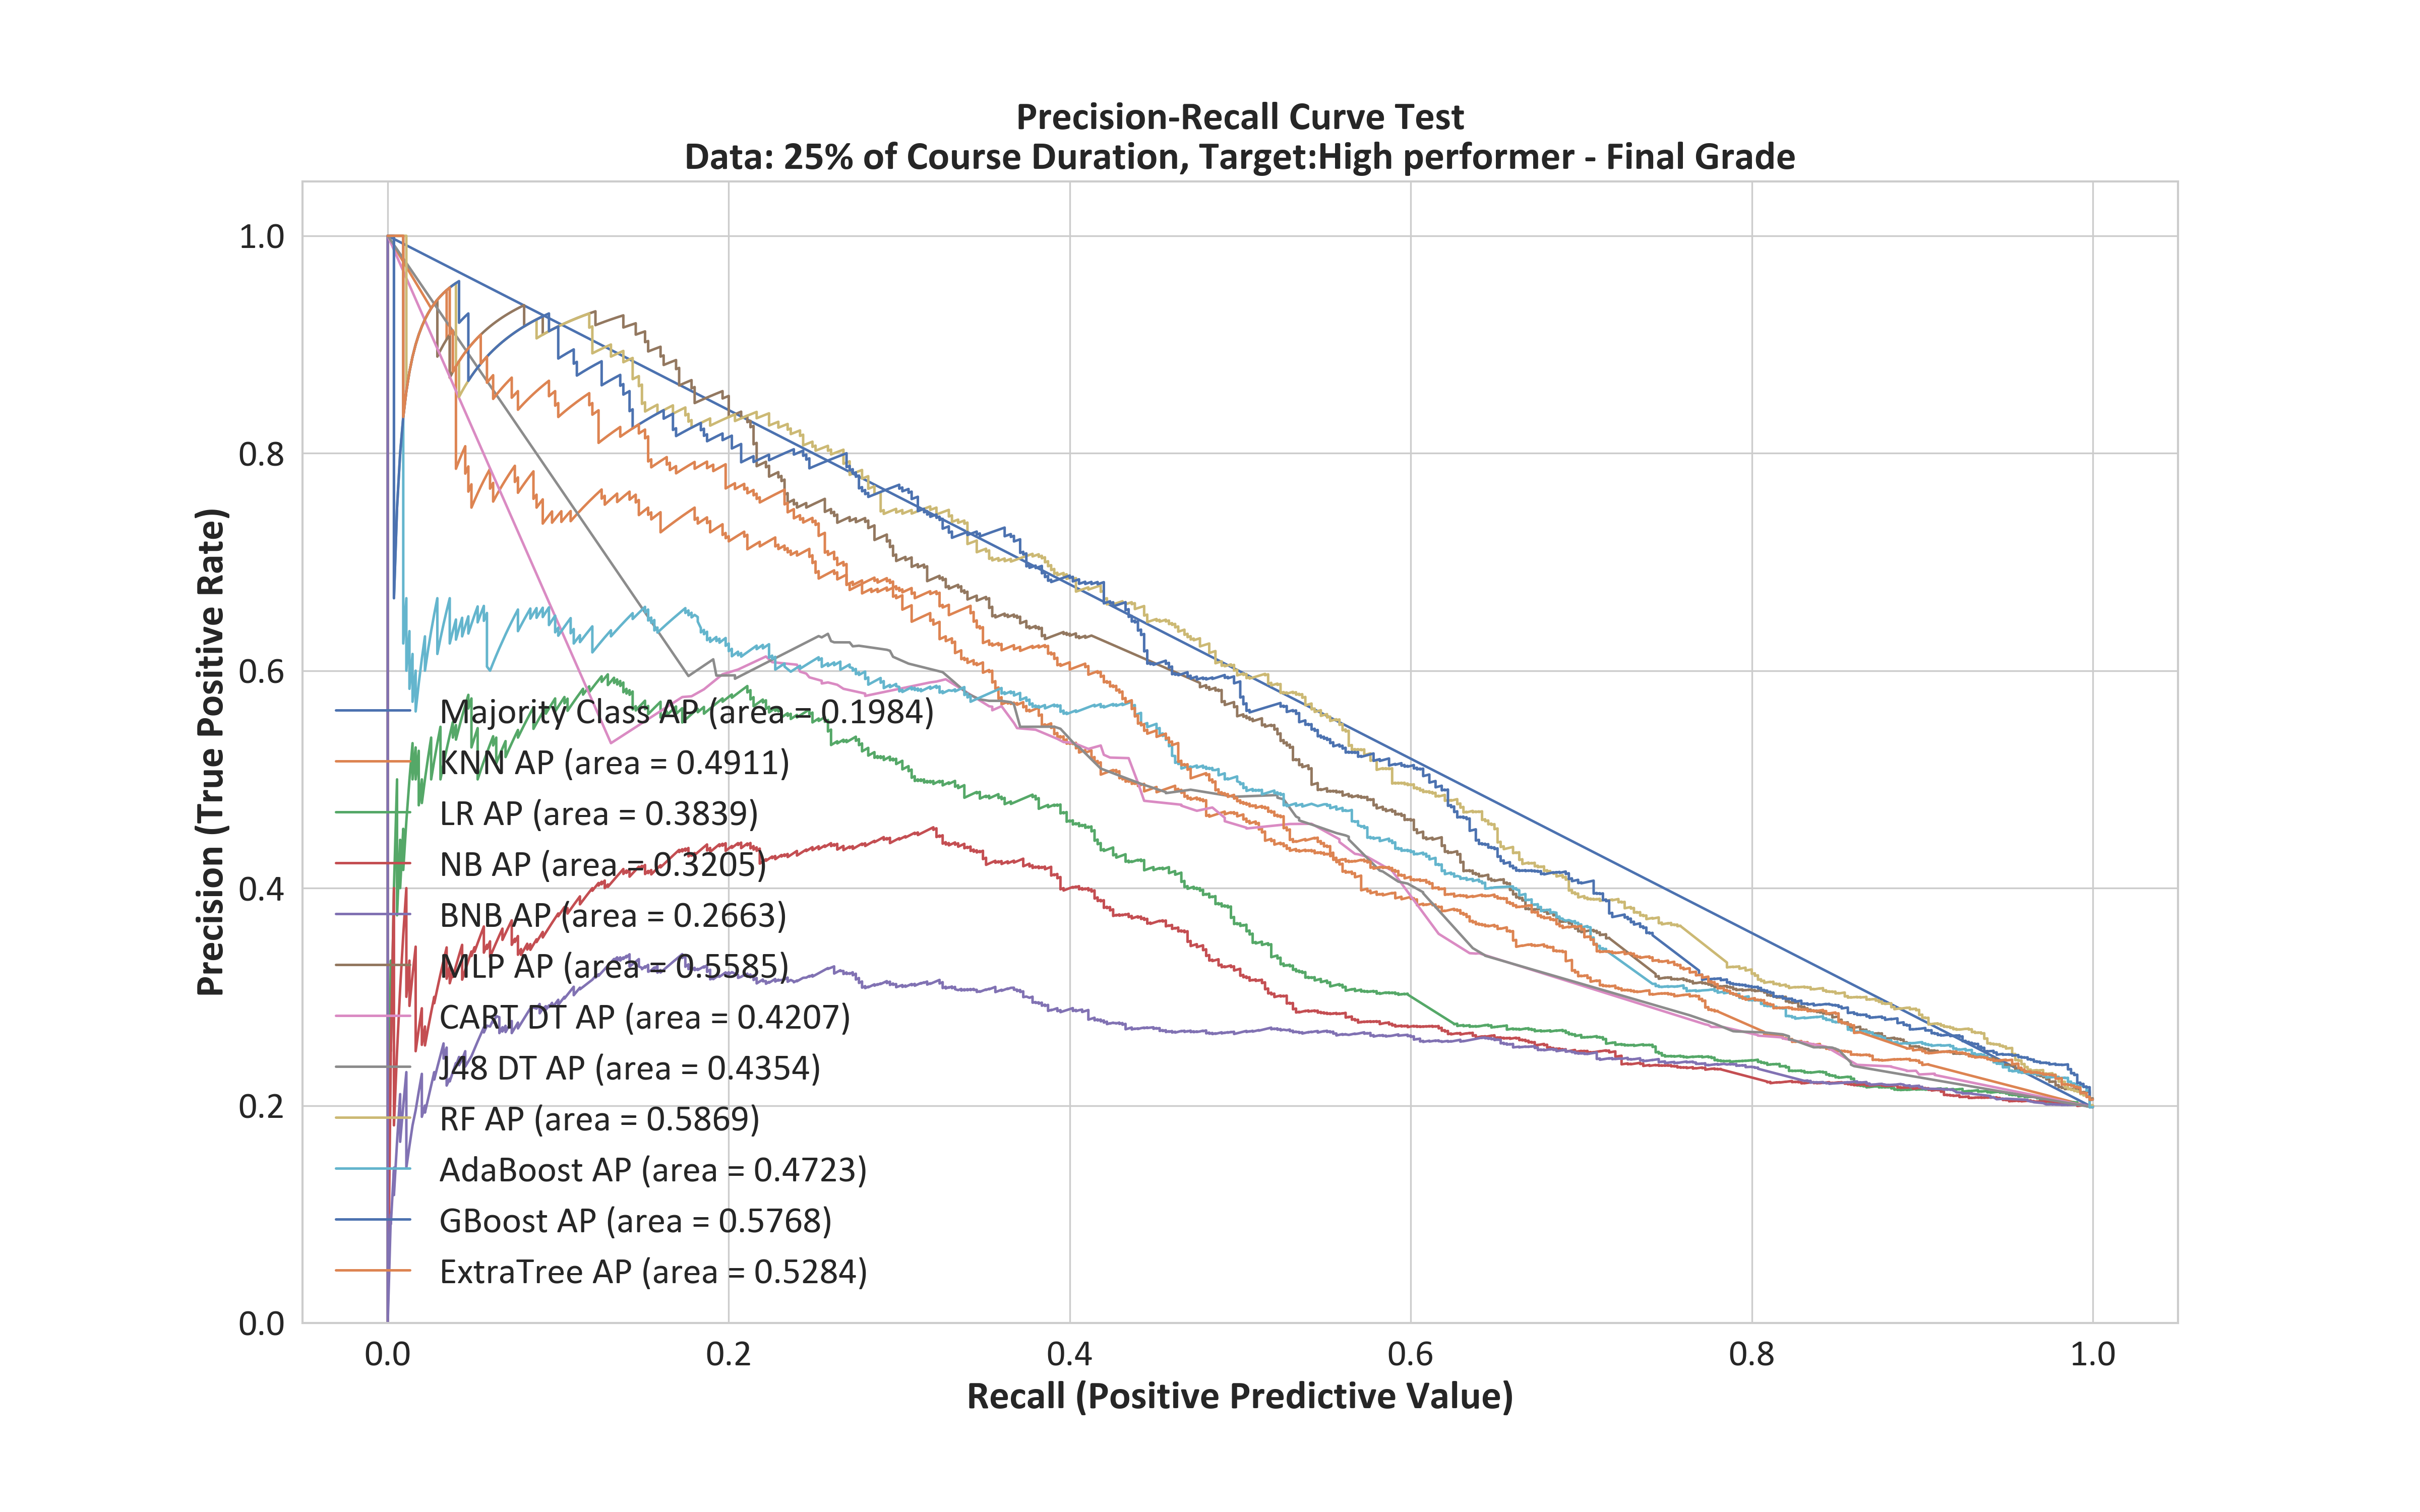 Precision-Recall Curve Test
Data: 25% of Course Duration, Target:High performer - Final Grade
Precision (True Positive Rate)
1.0
0.8
0.6
0.4
0.2
0.0
Majority Class AP (area = 0.1984)
KNN AP (area = 0.4911)
LR AP (area = 0.3839)
NB AP (area = 0.3205)
BNB AP (area = 0.2663)
MLP AP (area = 0.5585)
CART DT AP (area = 0.4207)
J48 DT AP (area = 0.4354)
RF AP (area = 0.5869)
AdaBoost AP (area = 0.4723)
GBoost AP (area = 0.5768)
ExtraTree AP (area = 0.5284)
0.0 0.2 0.4 0.6 0.8 1.0
Recall (Positive Predictive Value)